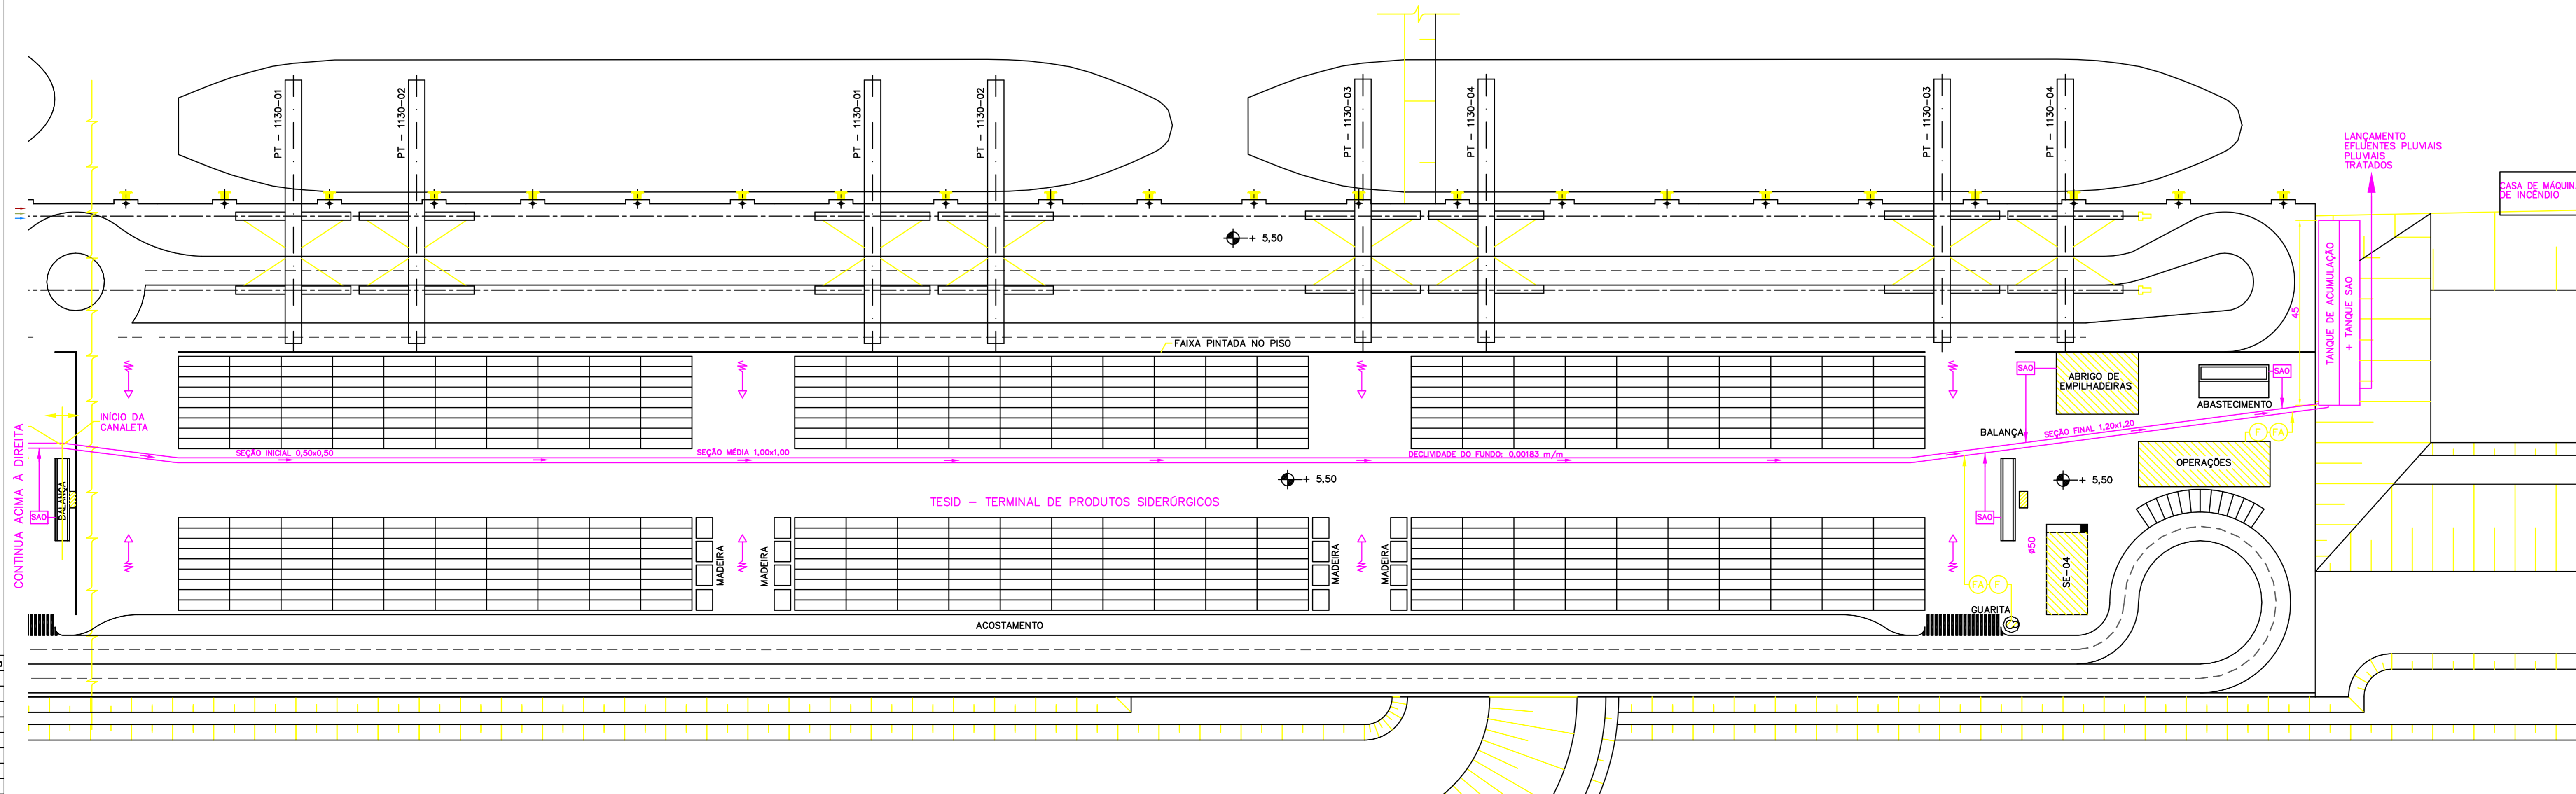 PT - 1130-01
PT - 1130-02
PT - 1130-01
PT - 1130-02
PT - 1130-03
PT - 1130-04
PT - 1130-03
PT - 1130-04
LANÇAMENTO
EFLUENTES PLUVIAIS
PLUVIAIS
TRATADOS
CASA DE MÁQUIN
DE INCÊNDIO
+ 5,50
FAIXA PINTADA NO PISO
45
TANQUE DE ACUMULAÇÃO
+ TANQUE SAO
SAO
ABRIGO DE
EMPILHADEIRAS
SAO
ABASTECIMENTO
INÍCIO DA
CANALETA
CONTINUA ACIMA À DIREITA
SEÇÃO INICIAL 0,50x0,50
SEÇÃO MÉDIA 1,00x1,00
DECLIVIDADE DO FUNDO: 0,00183 m/m
BALANÇA
SEÇÃO FINAL 1,20x1,20
F
FA
OPERAÇÕES
BALANÇA
SAO
+ 5,50
+ 5,50
TESID - TERMINAL DE PRODUTOS SIDERÚRGICOS
SAO
MADEIRA
MADEIRA
MADEIRA
MADEIRA
ø50
SE-04
FA
F
GUARITA
ACOSTAMENTO